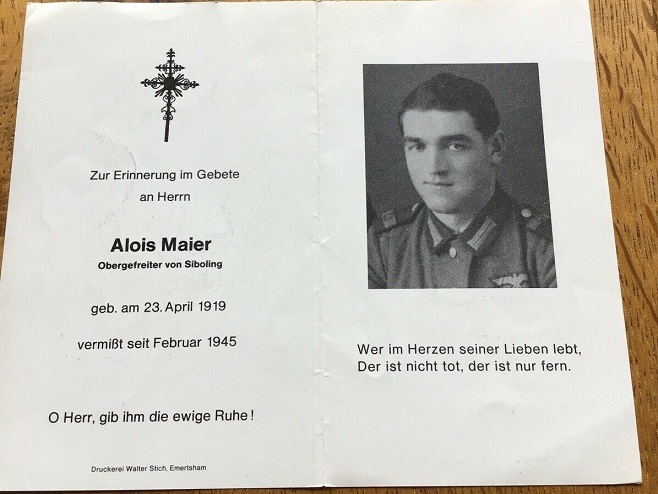 Zur Erinnerung im Gebete
an Herrn
Alois Maier
Obergefreiter von Siboling
geb. am 23. April 1919
vermißt seit Februar 1945
O Herr, gib ihm die ewige Ruhe!
Druckerei Walter Stich, Emertsham
Wer im Herzen seiner Lieben lebt,
Der ist nicht tot, der ist nur fern.